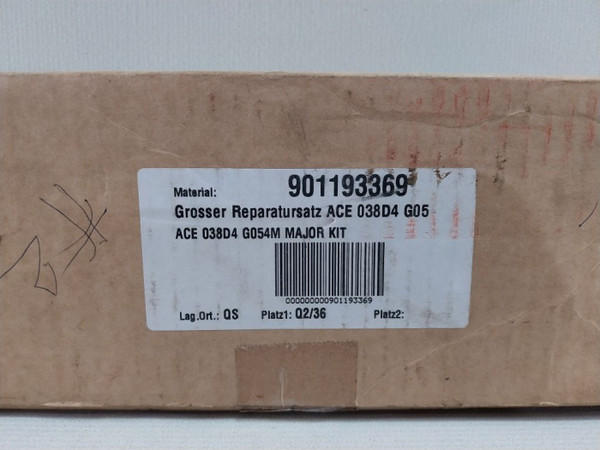 Material: 901193369
Grosser Reparatursatz ACE 038D4 G05
ACE 038D4 G054M MAJOR KIT
000000000901193369
Lag.Ort.: QS Platz1: Q2/36 Platz2: